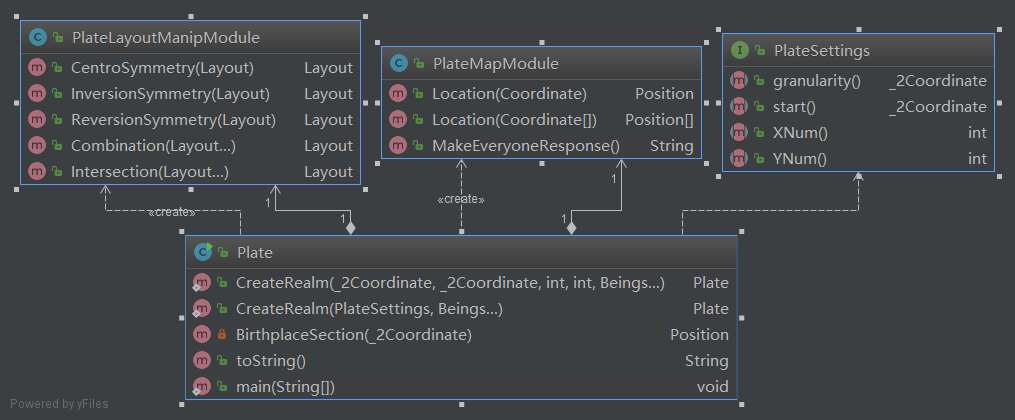 PlateLayoutManipModule
CentroSymmetry(Layout) Layout
InversionSymmetry(Layout) Layout
ReversionSymmetry(Layout) Layout
Combination(Layout...) Layout
Intersection(Layout...) Layout
PlateMapModule
Location(Coordinate) Position
Location(Coordinate[]) Position[]
MakeEveryoneResponse() String
PlateSettings
granularity() _2Coordinate
start() _2Coordinate
XNum() int
YNum() int
«create»
1
1
«create»
1
1
Plate
CreateRealm(_2Coordinate, _2Coordinate, int, int, Beings...) Plate
CreateRealm(PlateSettings, Beings...) Plate
BirthplaceSection(_2Coordinate) Position
toString() String
main(String[]) void
Powered by yFiles